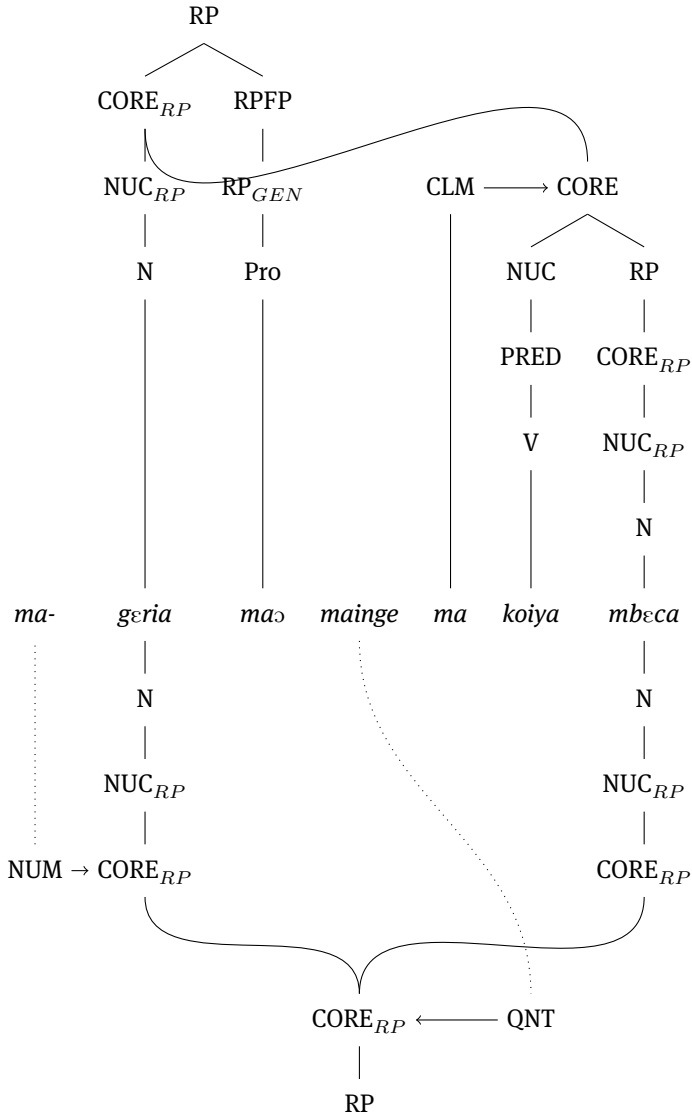 RP
CORE_RP RPFP
NUC_RP RP_GEN CLM CORE
N Pro NUC RP
PRED CORE_RP
V NUC_RP
N
ma- gɛria maɔ mainge ma koiya mbɛca
N N
NUC_RP NUC_RP
NUM → CORE_RP CORE_RP
CORE_RP QNT
RP